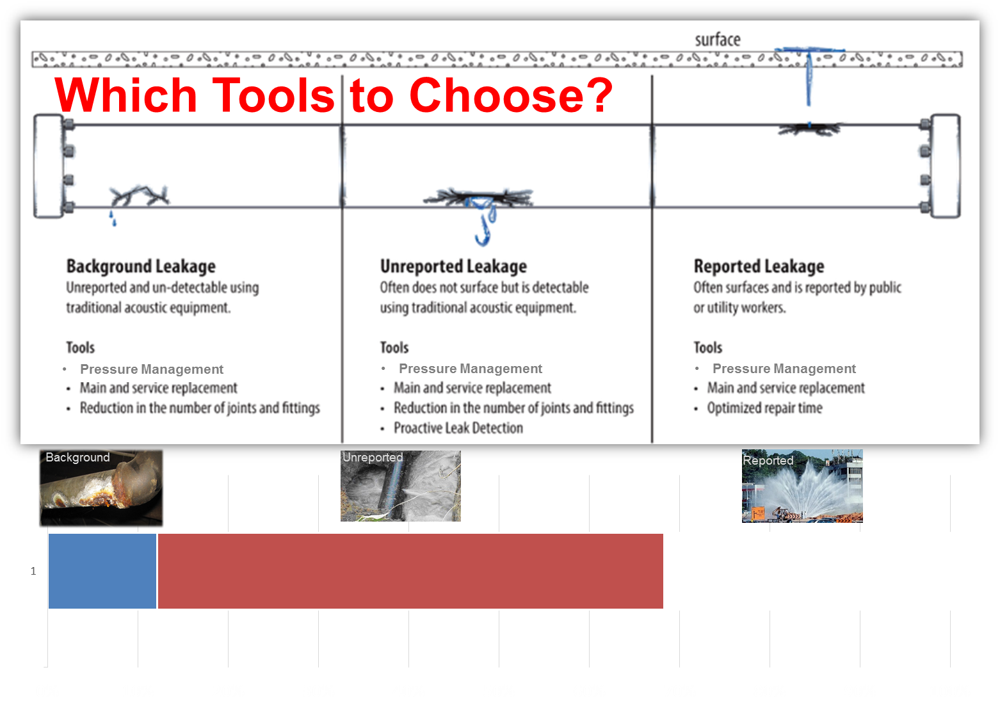 surface
Which Tools to Choose?
Background Leakage
Unreported and un-detectable using
traditional acoustic equipment.
Tools
• Pressure Management
• Main and service replacement
• Reduction in the number of joints and fittings
Unreported Leakage
Often does not surface but is detectable
using traditional acoustic equipment.
Tools
• Pressure Management
• Main and service replacement
• Reduction in the number of joints and fittings
• Proactive Leak Detection
Reported Leakage
Often surfaces and is reported by public
or utility workers.
Tools
• Pressure Management
• Main and service replacement
• Optimized repair time
Background
Unreported
Reported
1